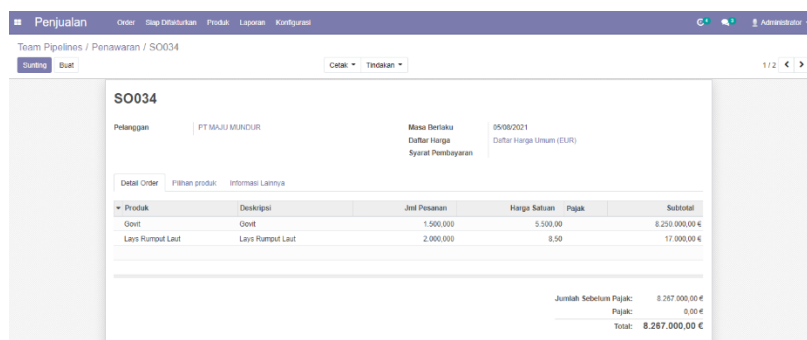 Penjualan Order Siap Difakturkan Produk Laporan Konfigurasi Administrator
Team Pipelines / Penawaran / SO034
Sunting Buat Cetak Tindakan 1/2
SO034
Pelanggan PT MAJU MUNDUR Masa Berlaku 05/08/2021
Daftar Harga Daftar Harga Umum (EUR)
Syarat Pembayaran
Detail Order Pilihan produk Informasi Lainnya
Produk Deskripsi Jml Pesanan Harga Satuan Pajak Subtotal
Govit Govit 1.500,000 5.500,00 8.250.000,00 €
Lays Rumput Laut Lays Rumput Laut 2.000,000 8,50 17.000,00 €
Jumlah Sebelum Pajak: 8.267.000,00 €
Pajak: 0,00 €
Total: 8.267.000,00 €